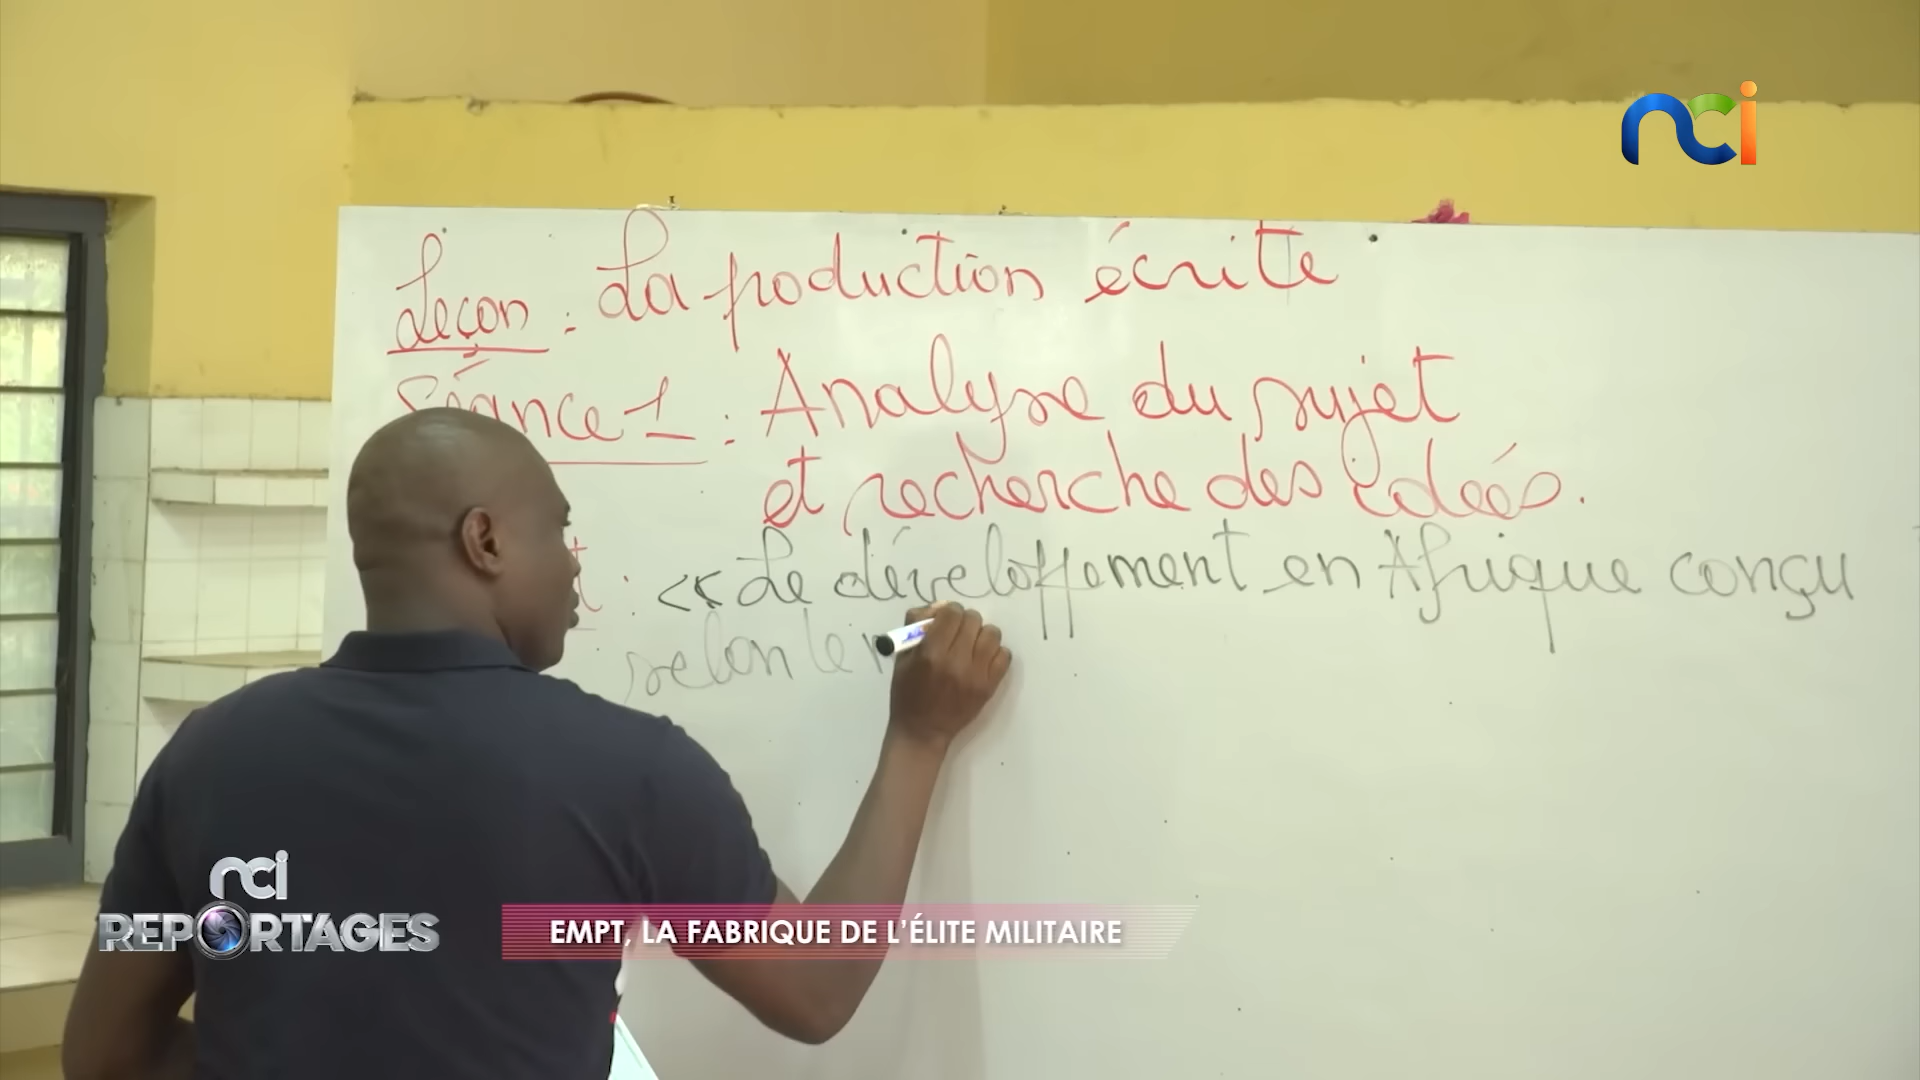 nci
Leçon : La production écrite
Séance 1 : Analyse du sujet
et recherche des idées.
: << Le développement en Afrique conçu
selon le
nci
REPORTAGES
EMPT, LA FABRIQUE DE L'ÉLITE MILITAIRE